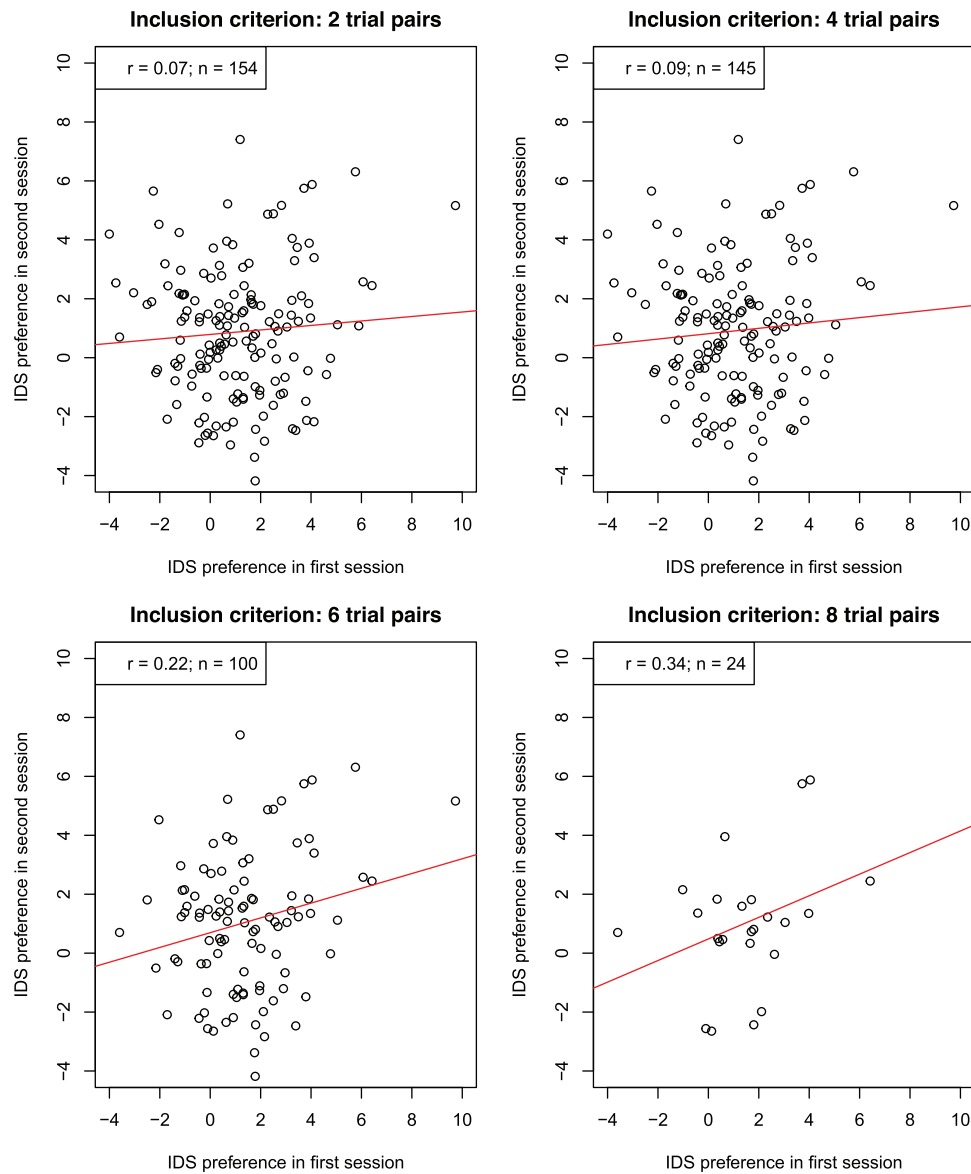 Inclusion criterion: 2 trial pairs
r = 0.07; n = 154
10
8
6
4
2
0
−2
−4
IDS preference in second session
−4 −2 0 2 4 6 8 10
IDS preference in first session
Inclusion criterion: 4 trial pairs
r = 0.09; n = 145
10
8
6
4
2
0
−2
−4
IDS preference in second session
−4 −2 0 2 4 6 8 10
IDS preference in first session
Inclusion criterion: 6 trial pairs
r = 0.22; n = 100
10
8
6
4
2
0
−2
−4
IDS preference in second session
−4 −2 0 2 4 6 8 10
IDS preference in first session
Inclusion criterion: 8 trial pairs
r = 0.34; n = 24
10
8
6
4
2
0
−2
−4
IDS preference in second session
−4 −2 0 2 4 6 8 10
IDS preference in first session